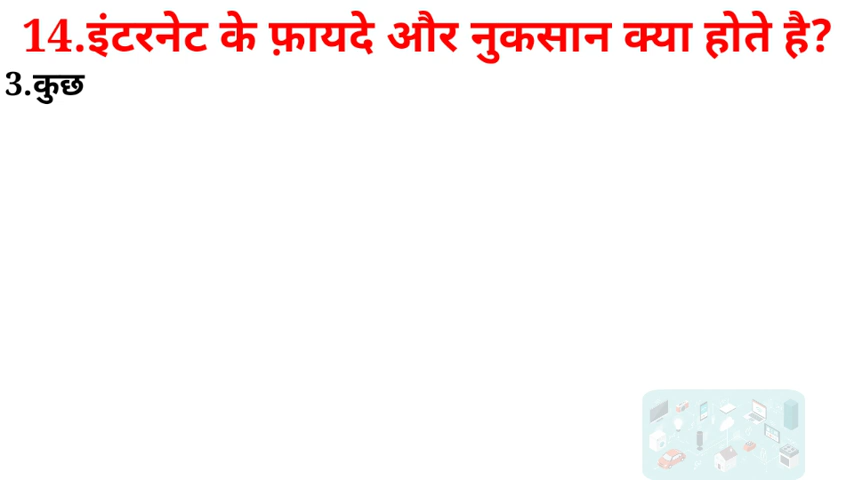 14.इंटरनेट के फ़ायदे और नुकसान क्या होते है?
3.कुछ